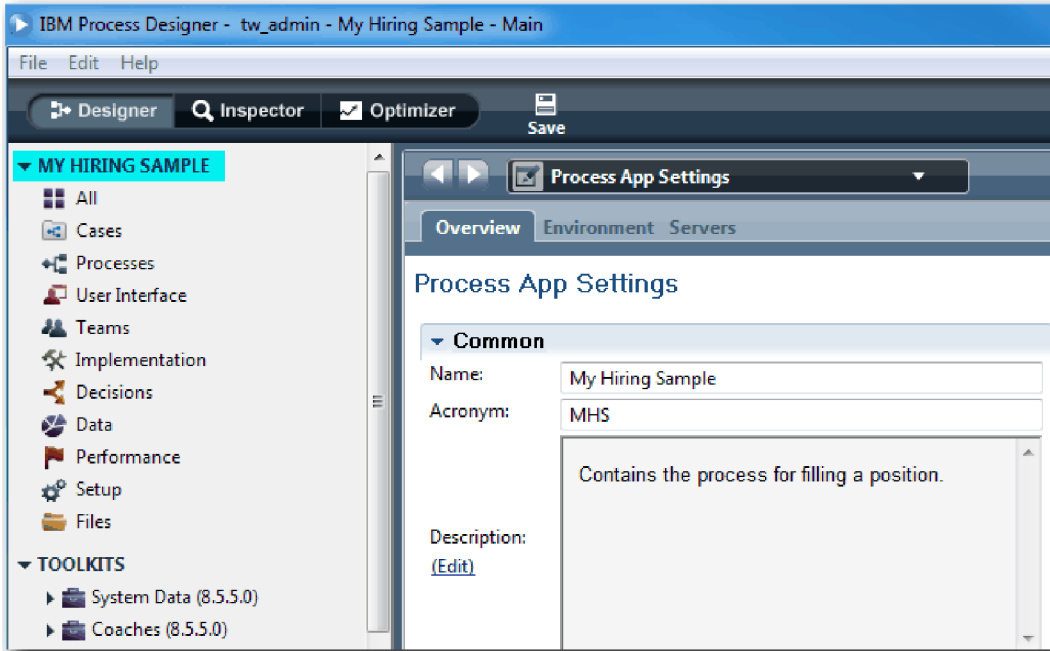 IBM Process Designer - tw_admin - My Hiring Sample - Main
File Edit Help
Designer Inspector Optimizer Save
MY HIRING SAMPLE
All
Cases
Processes
User Interface
Teams
Implementation
Decisions
Data
Performance
Setup
Files
TOOLKITS
System Data (8.5.5.0)
Coaches (8.5.5.0)
Process App Settings
Overview Environment Servers
Process App Settings
Common
Name: My Hiring Sample
Acronym: MHS
Contains the process for filling a position.
Description:
(Edit)